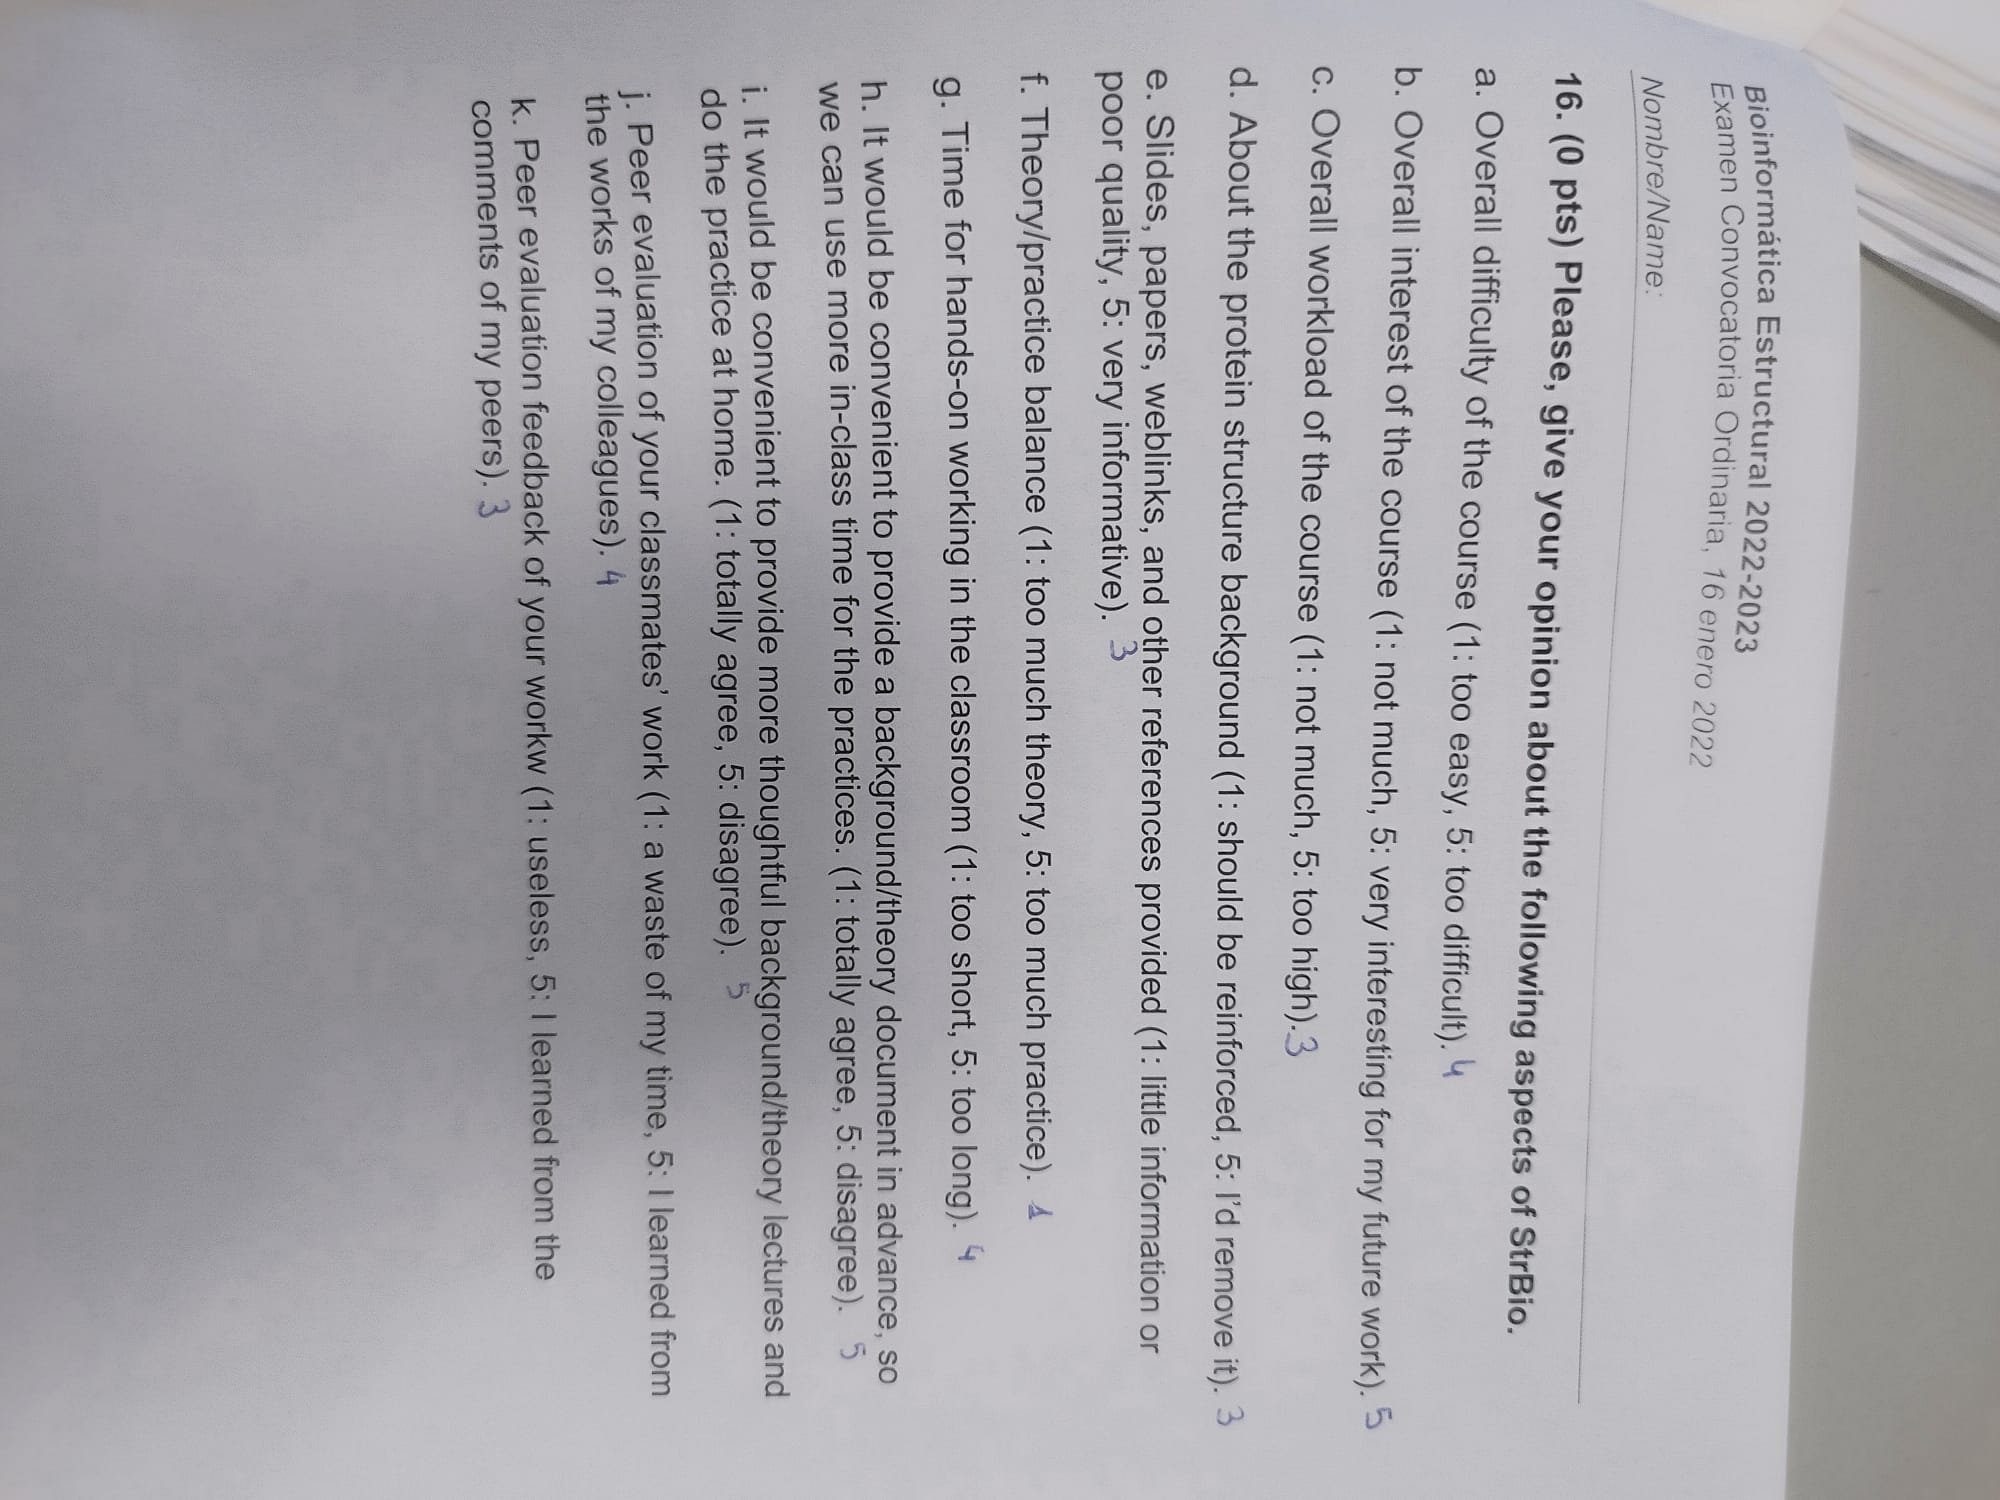 Bioinformática Estructural 2022-2023
Examen Convocatoria Ordinaria, 16 enero 2022
Nombre/Name:
16. (0 pts) Please, give your opinion about the following aspects of StrBio.
a. Overall difficulty of the course (1: too easy, 5: too difficult). 4
b. Overall interest of the course (1: not much, 5: very interesting for my future work). 5
c. Overall workload of the course (1: not much, 5: too high). 3
d. About the protein structure background (1: should be reinforced, 5: I'd remove it). 3
e. Slides, papers, weblinks, and other references provided (1: little information or
poor quality, 5: very informative). 3
f. Theory/practice balance (1: too much theory, 5: too much practice). 1
g. Time for hands-on working in the classroom (1: too short, 5: too long). 4
h. It would be convenient to provide a background/theory document in advance, so
we can use more in-class time for the practices. (1: totally agree, 5: disagree). 5
i. It would be convenient to provide more thoughtful background/theory lectures and
do the practice at home. (1: totally agree, 5: disagree). 5
j. Peer evaluation of your classmates' work (1: a waste of my time, 5: I learned from
the works of my colleagues). 4
k. Peer evaluation feedback of your workw (1: useless, 5: I learned from the
comments of my peers). 3